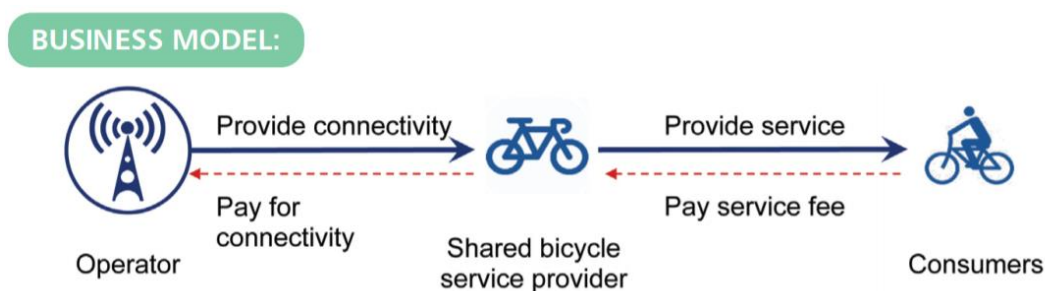 BUSINESS MODEL:
Provide connectivity
Provide service
Pay for
connectivity
Pay service fee
Operator
Shared bicycle
service provider
Consumers